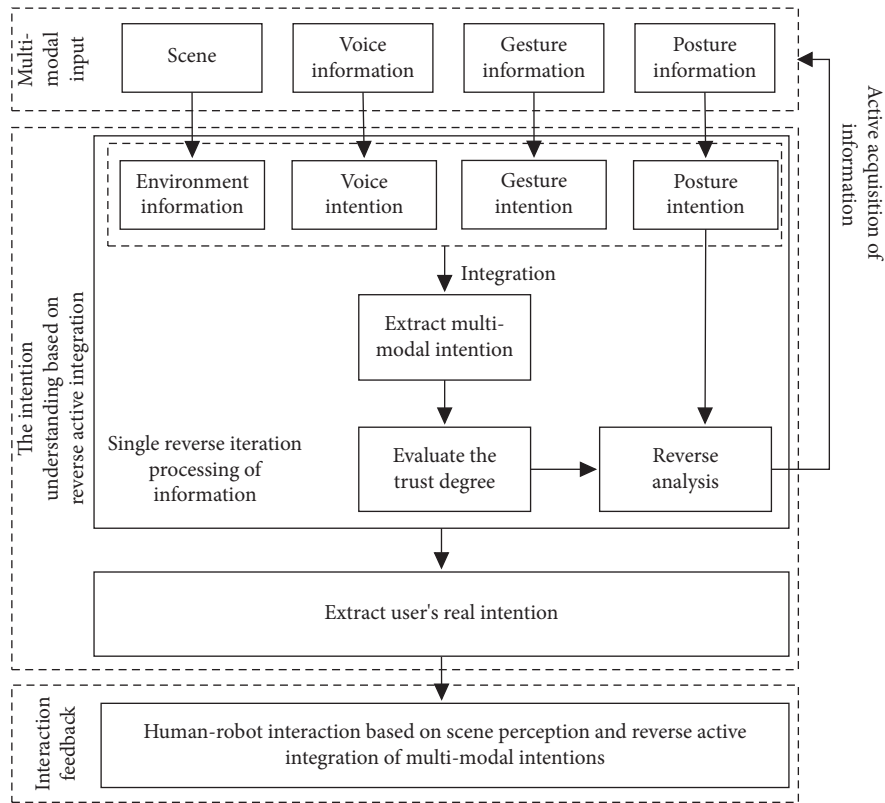 Multi-
modal
input
Scene
Voice
information
Gesture
information
Posture
information
Active acquisition of
information
The intention
understanding based on
reverse active integration
Environment
information
Voice
intention
Gesture
intention
Posture
intention
Integration
Extract multi-
modal intention
Single reverse iteration
processing of
information
Evaluate the
trust degree
Reverse
analysis
Extract user's real intention
Interaction
feedback
Human-robot interaction based on scene perception and reverse active
integration of multi-modal intentions